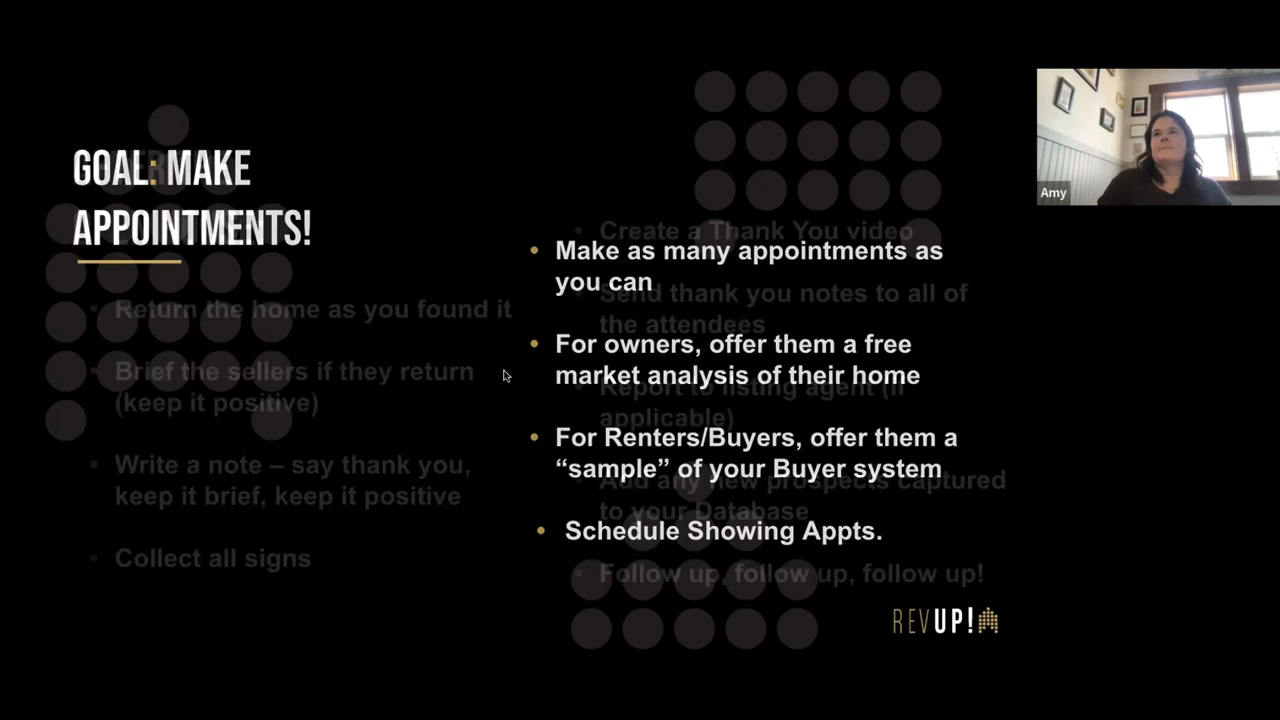 GOAL: MAKE
APPOINTMENTS!
Return the home as you found it
Brief the sellers if they return
(keep it positive)
Write a note – say thank you,
keep it brief, keep it positive
Collect all signs
• Make as many appointments as
you can
• For owners, offer them a free
market analysis of their home
• For Renters/Buyers, offer them a
“sample” of your Buyer system
• Schedule Showing Appts.
Create a Thank You video
Send thank you notes to all of
the attendees
Report to listing agent (if
applicable)
Add any new prospects captured
to your Database
Follow up, follow up, follow up!
REVUP!
Amy